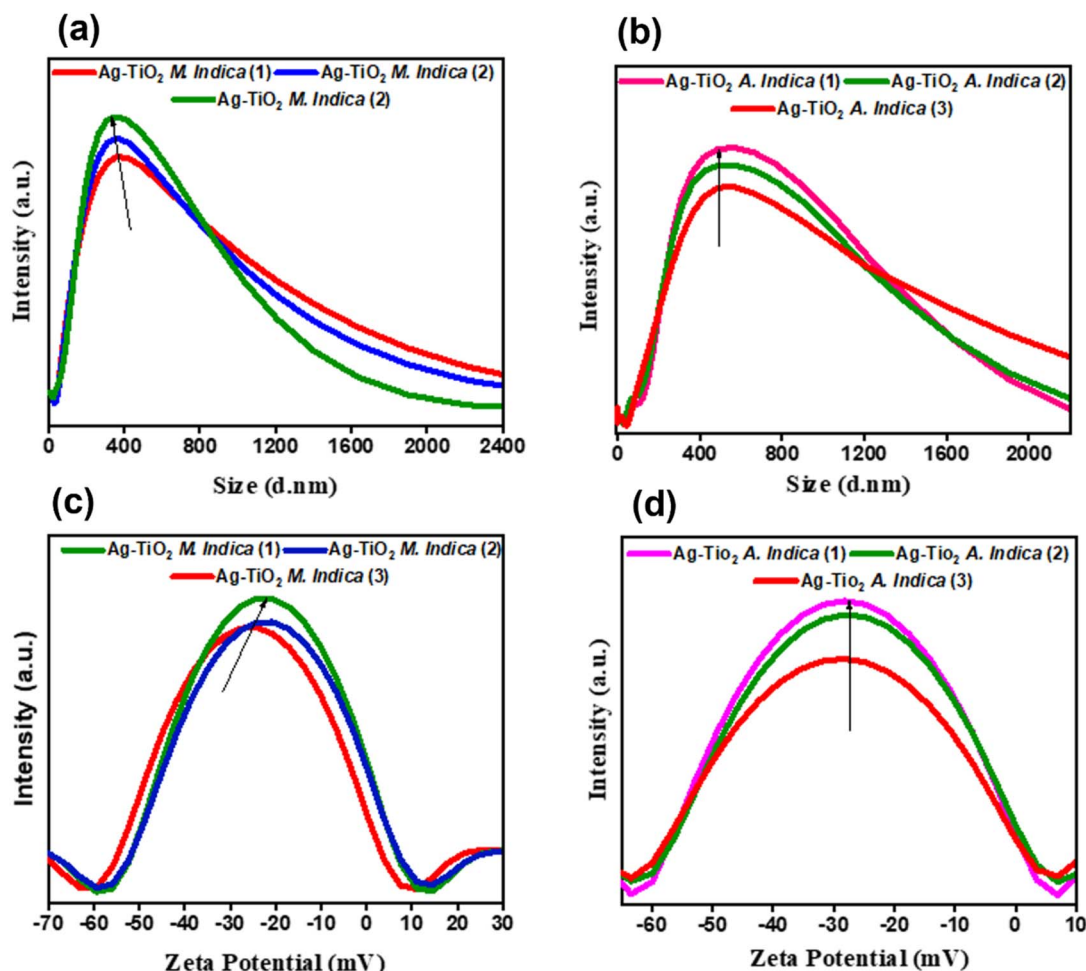 (a)
Ag-TiO2 M. Indica (1) Ag-TiO2 M. Indica (2)
Ag-TiO2 M. Indica (2)
Intensity (a.u.)
0 400 800 1200 1600 2000 2400
Size (d.nm)
(b)
Ag-TiO2 A. Indica (1) Ag-TiO2 A. Indica (2)
Ag-TiO2 A. Indica (3)
Intensity (a.u.)
0 400 800 1200 1600 2000
Size (d.nm)
(c)
Ag-TiO2 M. Indica (1) Ag-TiO2 M. Indica (2)
Ag-TiO2 M. Indica (3)
Intensity (a.u.)
-70 -60 -50 -40 -30 -20 -10 0 10 20 30
Zeta Potential (mV)
(d)
Ag-Tio2 A. Indica (1) Ag-Tio2 A. Indica (2)
Ag-Tio2 A. Indica (3)
Intensity (a.u.)
-60 -50 -40 -30 -20 -10 0 10
Zeta Potential (mV)